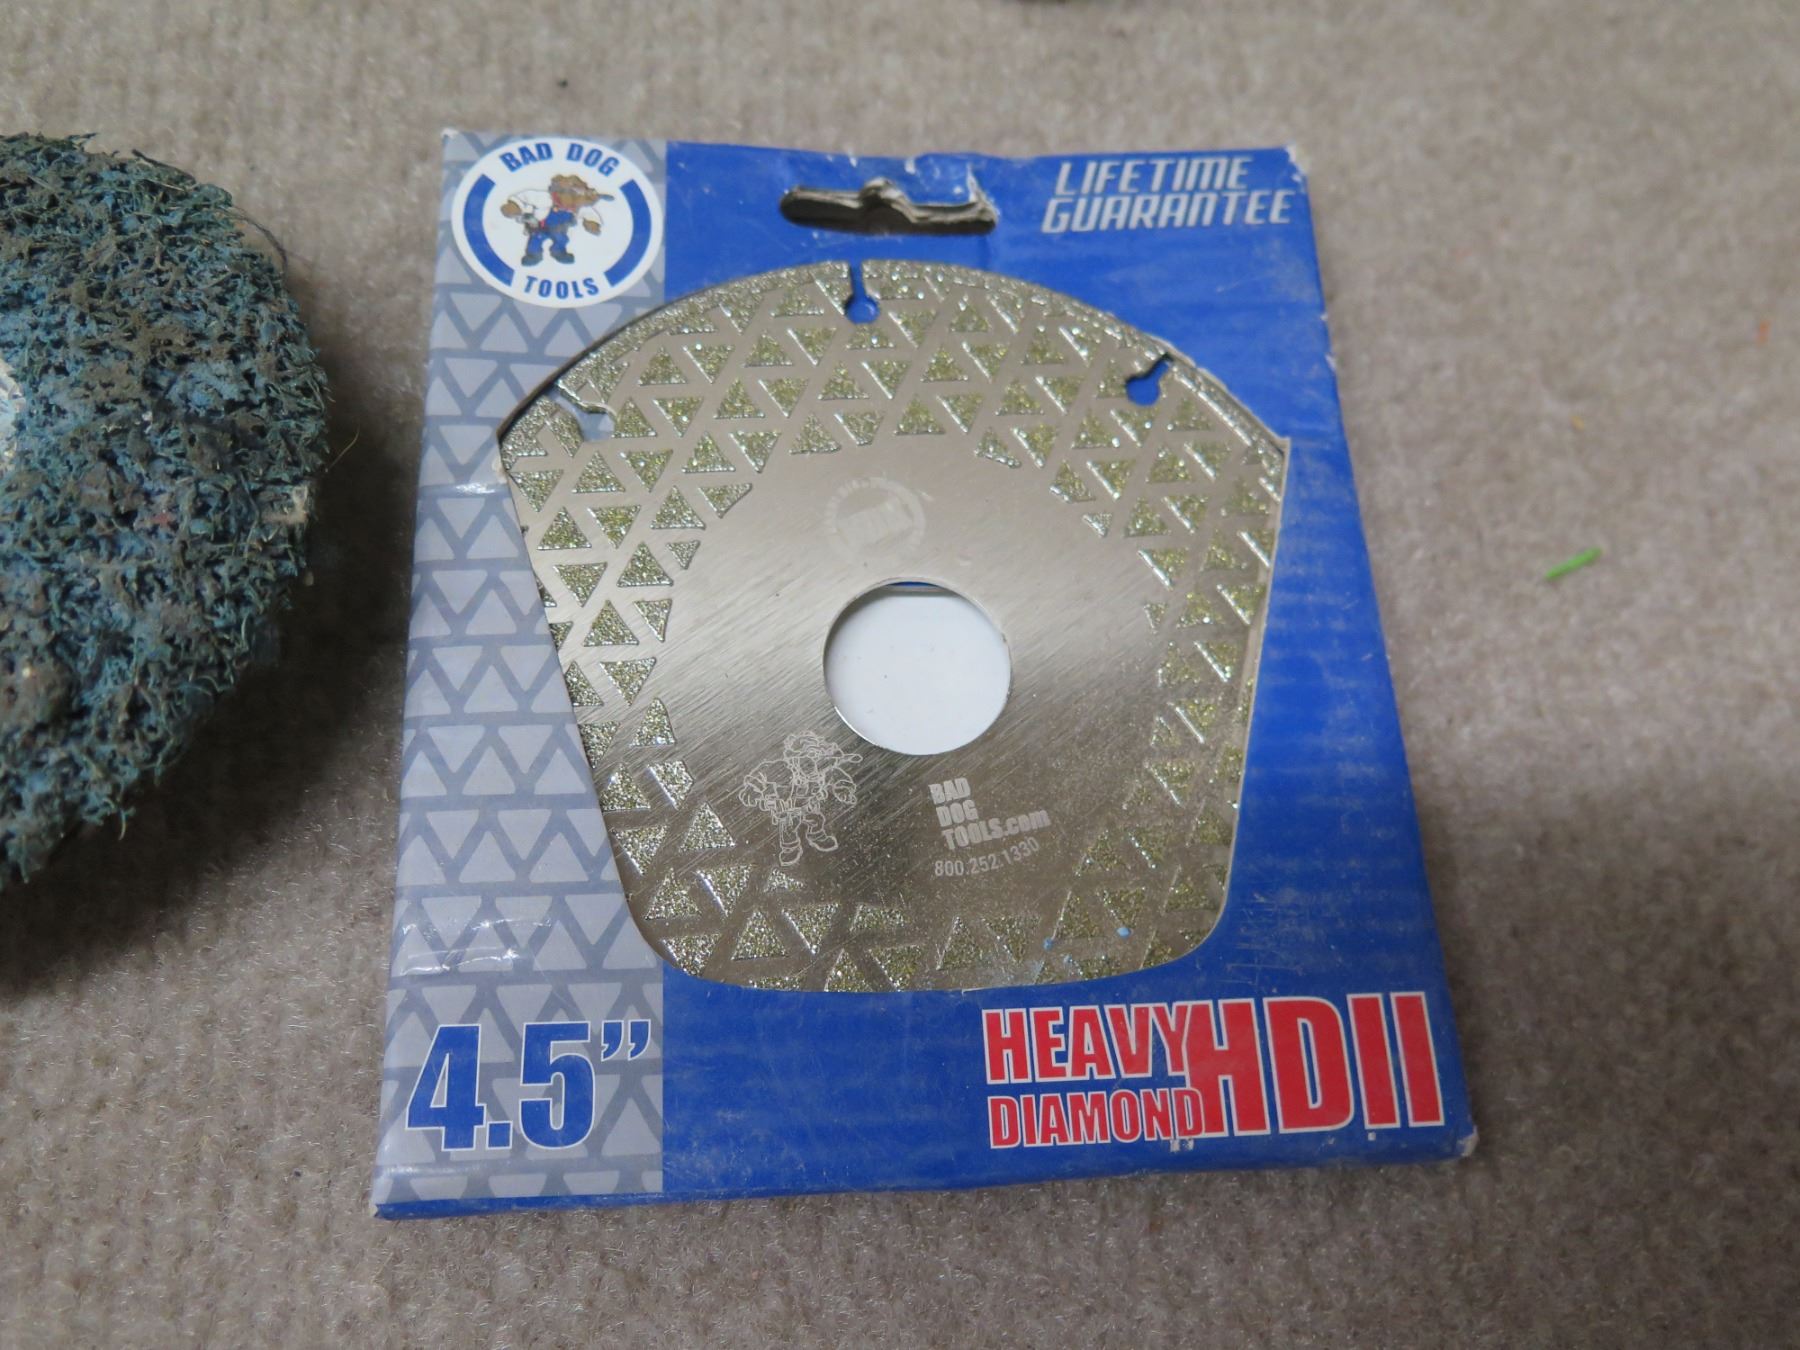 BAD DOG
TOOLS
LIFETIME
GUARANTEE
BAD
DOG
TOOLS.com
800.252.1330
4.5”
HEAVY
DIAMOND
HDII